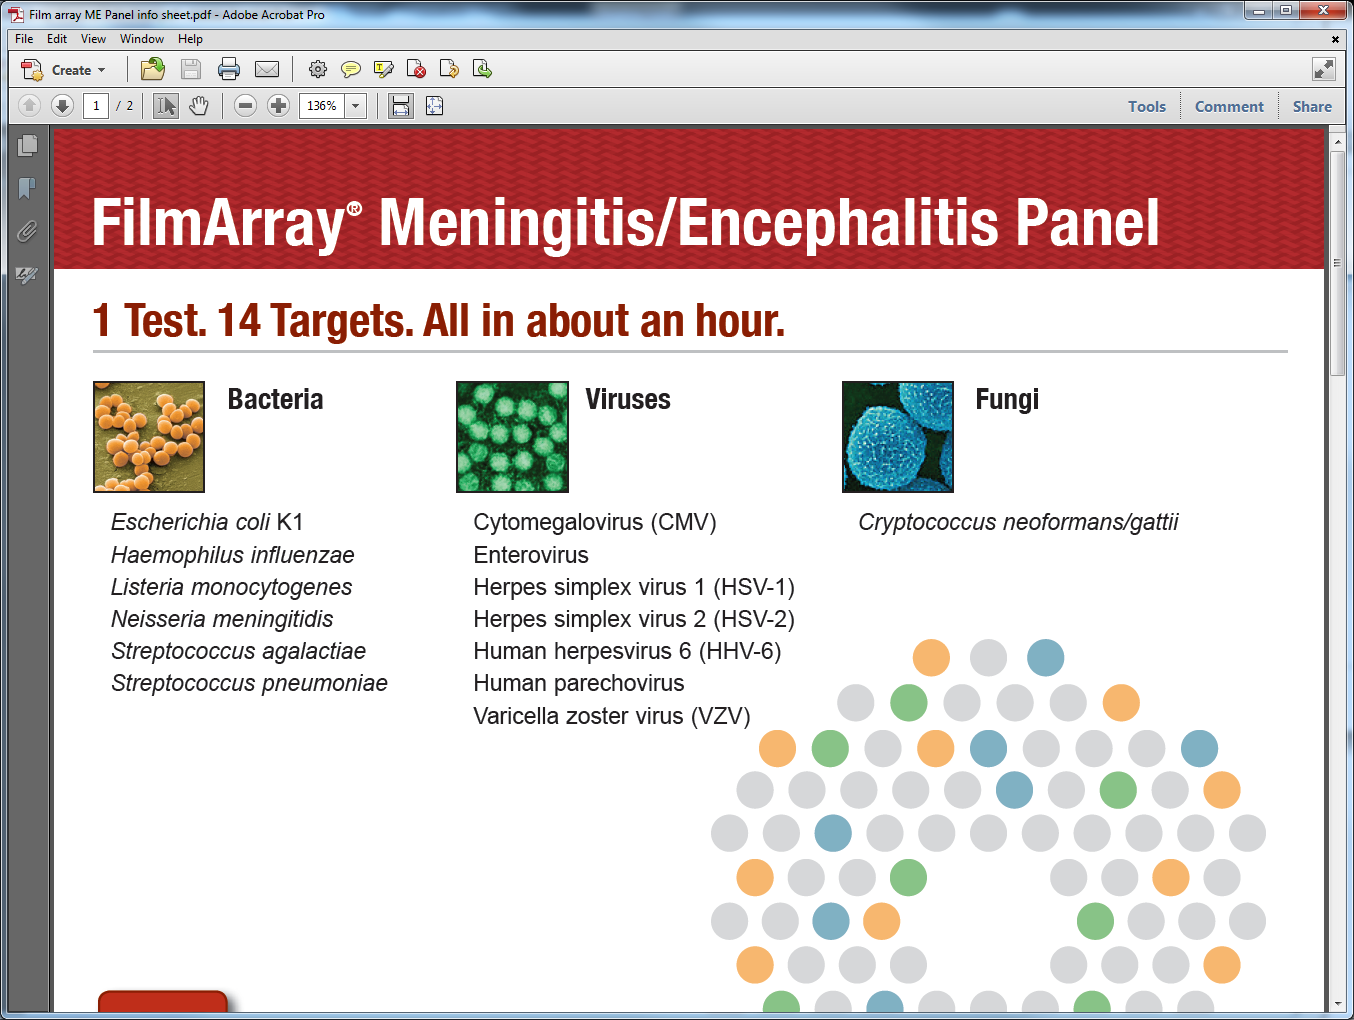 Film array ME Panel info sheet.pdf - Adobe Acrobat Pro
File Edit View Window Help
Create
1 / 2 136% Tools Comment Share
FilmArray® Meningitis/Encephalitis Panel
1 Test. 14 Targets. All in about an hour.
Bacteria
Escherichia coli K1
Haemophilus influenzae
Listeria monocytogenes
Neisseria meningitidis
Streptococcus agalactiae
Streptococcus pneumoniae
Viruses
Cytomegalovirus (CMV)
Enterovirus
Herpes simplex virus 1 (HSV-1)
Herpes simplex virus 2 (HSV-2)
Human herpesvirus 6 (HHV-6)
Human parechovirus
Varicella zoster virus (VZV)
Fungi
Cryptococcus neoformans/gattii